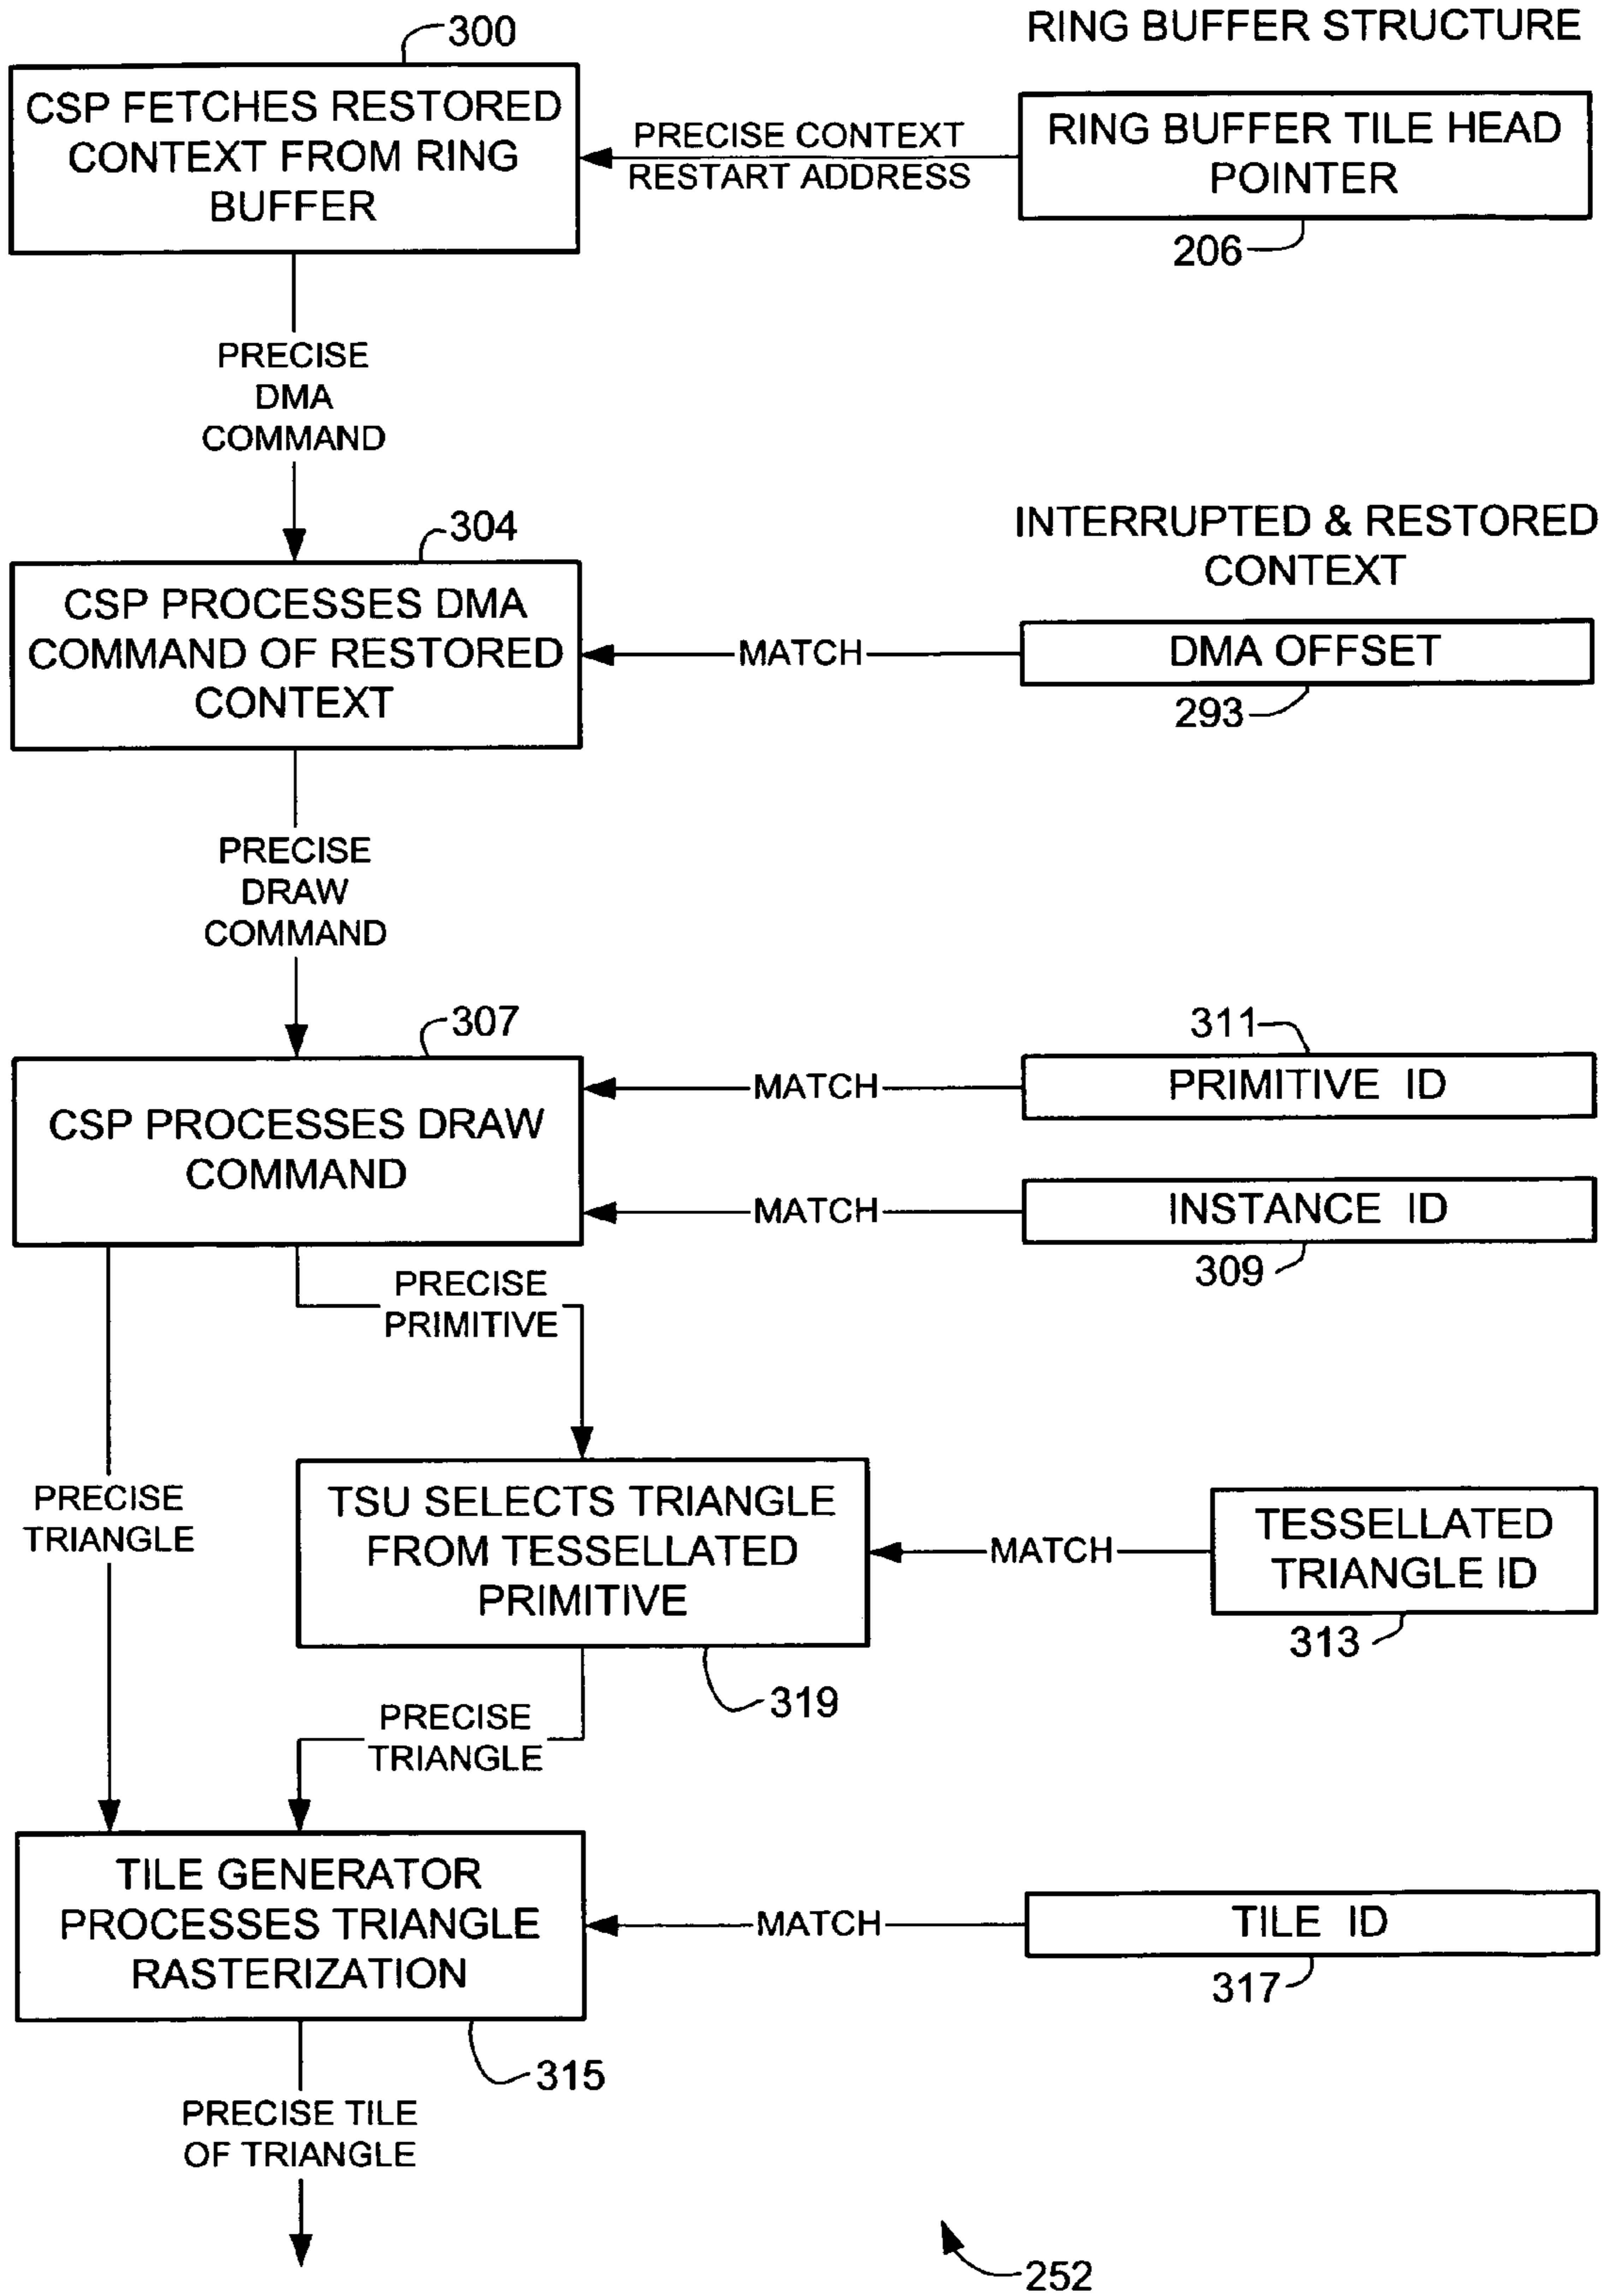 300
RING BUFFER STRUCTURE
CSP FETCHES RESTORED
CONTEXT FROM RING
BUFFER
PRECISE CONTEXT
RESTART ADDRESS
RING BUFFER TILE HEAD
POINTER
206
PRECISE
DMA
COMMAND
304
INTERRUPTED & RESTORED
CONTEXT
CSP PROCESSES DMA
COMMAND OF RESTORED
CONTEXT
MATCH
DMA OFFSET
293
PRECISE
DRAW
COMMAND
307
311
CSP PROCESSES DRAW
COMMAND
MATCH
PRIMITIVE ID
MATCH
INSTANCE ID
309
PRECISE
PRIMITIVE
PRECISE
TRIANGLE
TSU SELECTS TRIANGLE
FROM TESSELLATED
PRIMITIVE
MATCH
TESSELLATED
TRIANGLE ID
313
319
PRECISE
TRIANGLE
TILE GENERATOR
PROCESSES TRIANGLE
RASTERIZATION
MATCH
TILE ID
317
315
PRECISE TILE
OF TRIANGLE
252